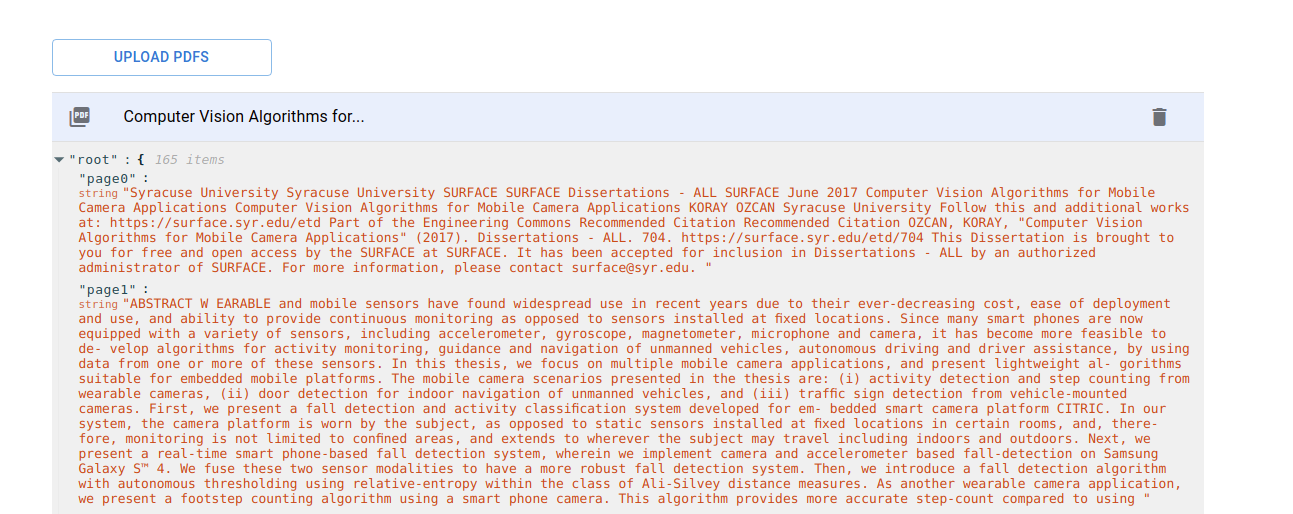 UPLOAD PDFS
PDF
Computer Vision Algorithms for...
"root" : { 165 items
"page0" :
string "Syracuse University Syracuse University SURFACE SURFACE Dissertations - ALL SURFACE June 2017 Computer Vision Algorithms for Mobile
Camera Applications Computer Vision Algorithms for Mobile Camera Applications KORAY OZCAN Syracuse University Follow this and additional works
at: https://surface.syr.edu/etd Part of the Engineering Commons Recommended Citation Recommended Citation OZCAN, KORAY, "Computer Vision
Algorithms for Mobile Camera Applications" (2017). Dissertations - ALL. 704. https://surface.syr.edu/etd/704 This Dissertation is brought to
you for free and open access by the SURFACE at SURFACE. It has been accepted for inclusion in Dissertations - ALL by an authorized
administrator of SURFACE. For more information, please contact surface@syr.edu. "
"page1" :
string "ABSTRACT W EARABLE and mobile sensors have found widespread use in recent years due to their ever-decreasing cost, ease of deployment
and use, and ability to provide continuous monitoring as opposed to sensors installed at fixed locations. Since many smart phones are now
equipped with a variety of sensors, including accelerometer, gyroscope, magnetometer, microphone and camera, it has become more feasible to
de- velop algorithms for activity monitoring, guidance and navigation of unmanned vehicles, autonomous driving and driver assistance, by using
data from one or more of these sensors. In this thesis, we focus on multiple mobile camera applications, and present lightweight al- gorithms
suitable for embedded mobile platforms. The mobile camera scenarios presented in the thesis are: (i) activity detection and step counting from
wearable cameras, (ii) door detection for indoor navigation of unmanned vehicles, and (iii) traffic sign detection from vehicle-mounted
cameras. First, we present a fall detection and activity classification system developed for em- bedded smart camera platform CITRIC. In our
system, the camera platform is worn by the subject, as opposed to static sensors installed at fixed locations in certain rooms, and, there-
fore, monitoring is not limited to confined areas, and extends to wherever the subject may travel including indoors and outdoors. Next, we
present a real-time smart phone-based fall detection system, wherein we implement camera and accelerometer based fall-detection on Samsung
Galaxy S™ 4. We fuse these two sensor modalities to have a more robust fall detection system. Then, we introduce a fall detection algorithm
with autonomous thresholding using relative-entropy within the class of Ali-Silvey distance measures. As another wearable camera application,
we present a footstep counting algorithm using a smart phone camera. This algorithm provides more accurate step-count compared to using "